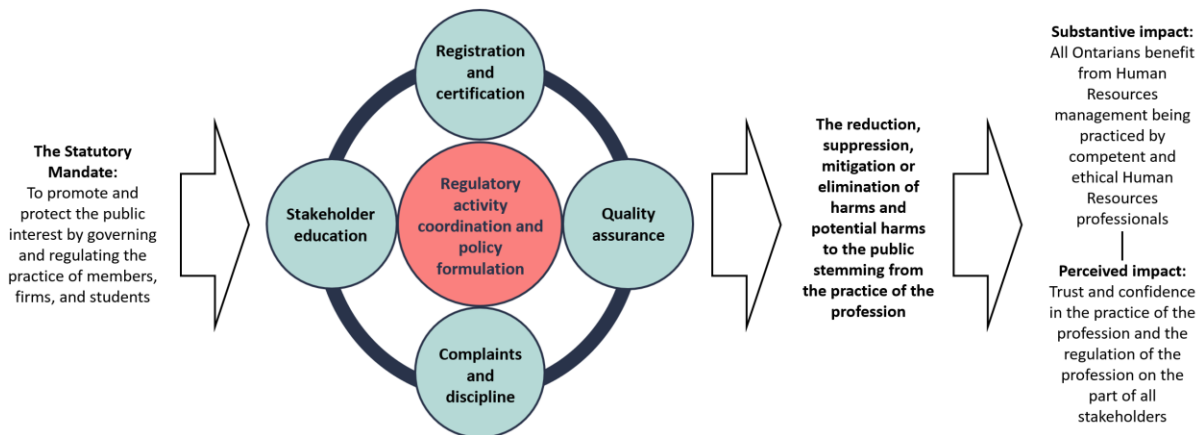 The Statutory
Mandate:
To promote and
protect the public
interest by governing
and regulating the
practice of members,
firms, and students
Registration
and
certification
Stakeholder
education
Regulatory
activity
coordination and
policy
formulation
Quality
assurance
Complaints
and
discipline
The reduction,
suppression,
mitigation or
elimination of
harms and
potential harms
to the public
stemming from
the practice of the
profession
Substantive impact:
All Ontarians benefit
from Human
Resources
management being
practiced by
competent and
ethical Human
Resources
professionals
Perceived impact:
Trust and confidence
in the practice of the
profession and the
regulation of the
profession on the
part of all
stakeholders